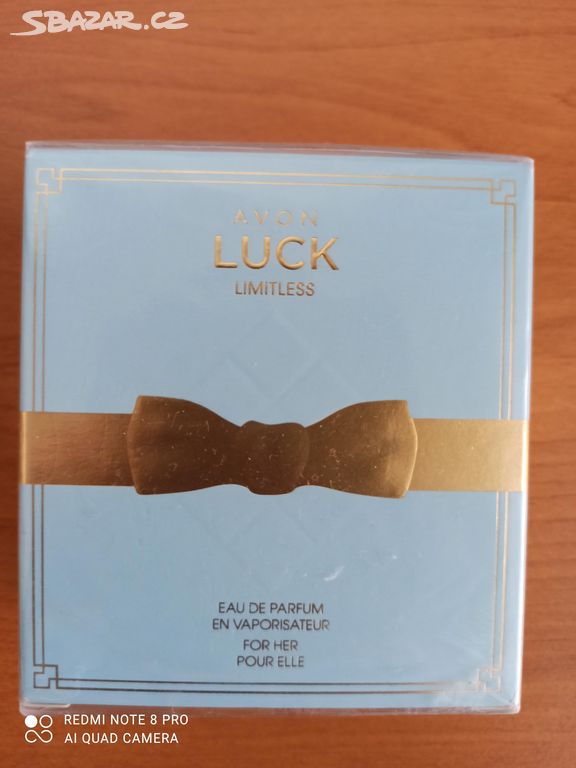 SBAZAR.CZ
AVON
LUCK
LIMITLESS
EAU DE PARFUM
EN VAPORISATEUR
FOR HER
POUR ELLE
REDMI NOTE 8 PRO
AI QUAD CAMERA